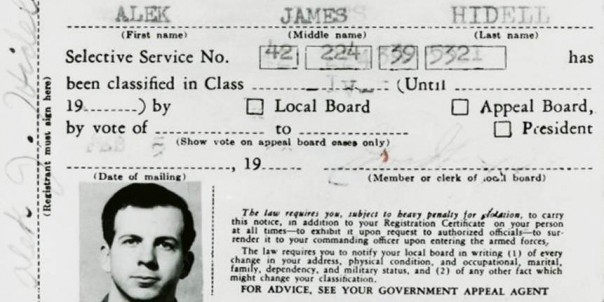 ALEK JAMES HIDELL
(First name) (Middle name) (Last name)
Selective Service No. 42 224 39 5321 has
been classified in Class IV (Until
19 ) by Local Board Appeal Board,
by vote of to President
FEB 5 (Show vote on appeal board cases only)
, 19
(Date of mailing) (Member or clerk of local board)
The law requires you, subject to heavy penalty for violation, to carry
this notice, in addition to your Registration Certificate on your person
at all times—to exhibit it upon request to authorized officials—to sur-
render it to your commanding officer upon entering the armed forces.
The law requires you to notify your local board in writing (1) of every
change in your address, physical condition, and occupational, marital,
family, dependency, and military status, and (2) of any other fact which
might change your classification.
FOR ADVICE, SEE YOUR GOVERNMENT APPEAL AGENT
(Registrant must sign here)
Alek J. Hidell